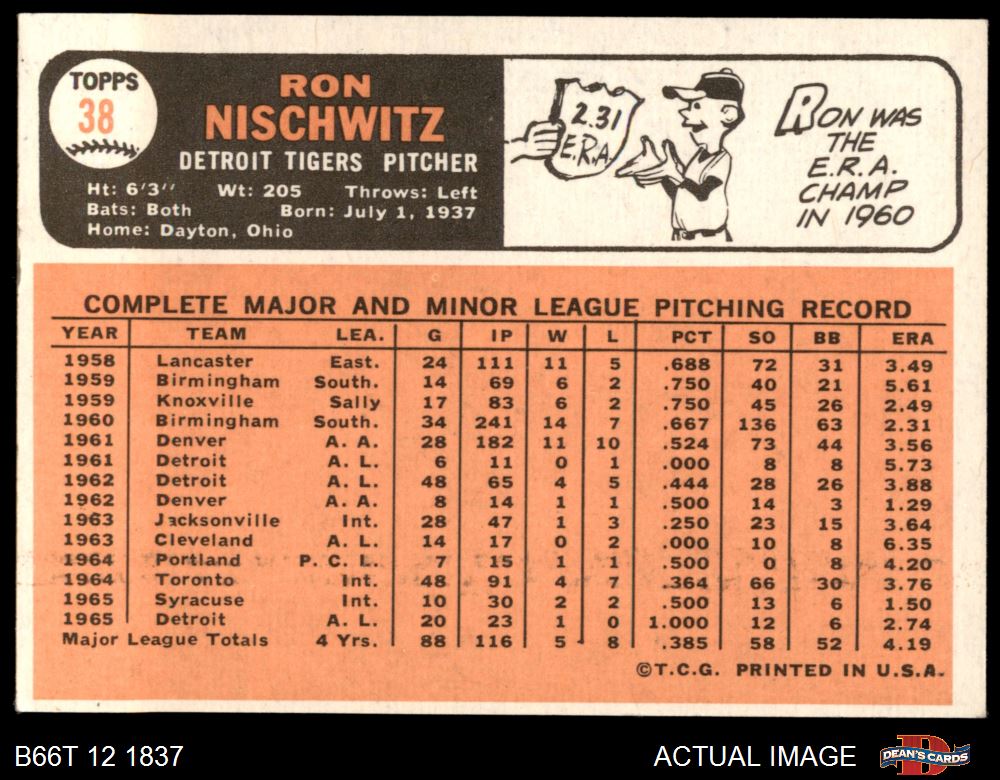 TOPPS
38
RON
NISCHWITZ
DETROIT TIGERS PITCHER
Ht: 6'3" Wt: 205 Throws: Left
Bats: Both Born: July 1, 1937
Home: Dayton, Ohio
2.31
E.R.A.
RON WAS
THE
E.R.A.
CHAMP
IN 1960
COMPLETE MAJOR AND MINOR LEAGUE PITCHING RECORD
YEAR TEAM LEA. G IP W L PCT SO BB ERA
1958 Lancaster East. 24 111 11 5 .688 72 31 3.49
1959 Birmingham South. 14 69 6 2 .750 40 21 5.61
1959 Knoxville Sally 17 83 6 2 .750 45 26 2.49
1960 Birmingham South. 34 241 14 7 .667 136 63 2.31
1961 Denver A. A. 28 182 11 10 .524 73 44 3.56
1961 Detroit A. L. 6 11 0 1 .000 8 8 5.73
1962 Detroit A. L. 48 65 4 5 .444 28 26 3.88
1962 Denver A. A. 8 14 1 1 .500 14 3 1.29
1963 Jacksonville Int. 28 47 1 3 .250 23 15 3.64
1963 Cleveland A. L. 14 17 0 2 .000 10 8 6.35
1964 Portland P. C. L. 7 15 1 1 .500 0 8 4.20
1964 Toronto Int. 48 91 4 7 .364 66 30 3.76
1965 Syracuse Int. 10 30 2 2 .500 13 6 1.50
1965 Detroit A. L. 20 23 1 0 1.000 12 6 2.74
Major League Totals 4 Yrs. 88 116 5 8 .385 58 52 4.19
©T.C.G. PRINTED IN U.S.A.
B66T 12 1837 ACTUAL IMAGE DEAN'S CARDS